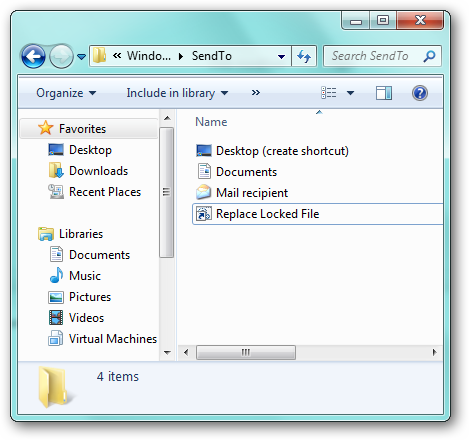 « Windo... ▸ SendTo
Search SendTo
Organize
Include in library
»
Favorites
Desktop
Downloads
Recent Places
Libraries
Documents
Music
Pictures
Videos
Virtual Machines
Name
Desktop (create shortcut)
Documents
Mail recipient
Replace Locked File
4 items